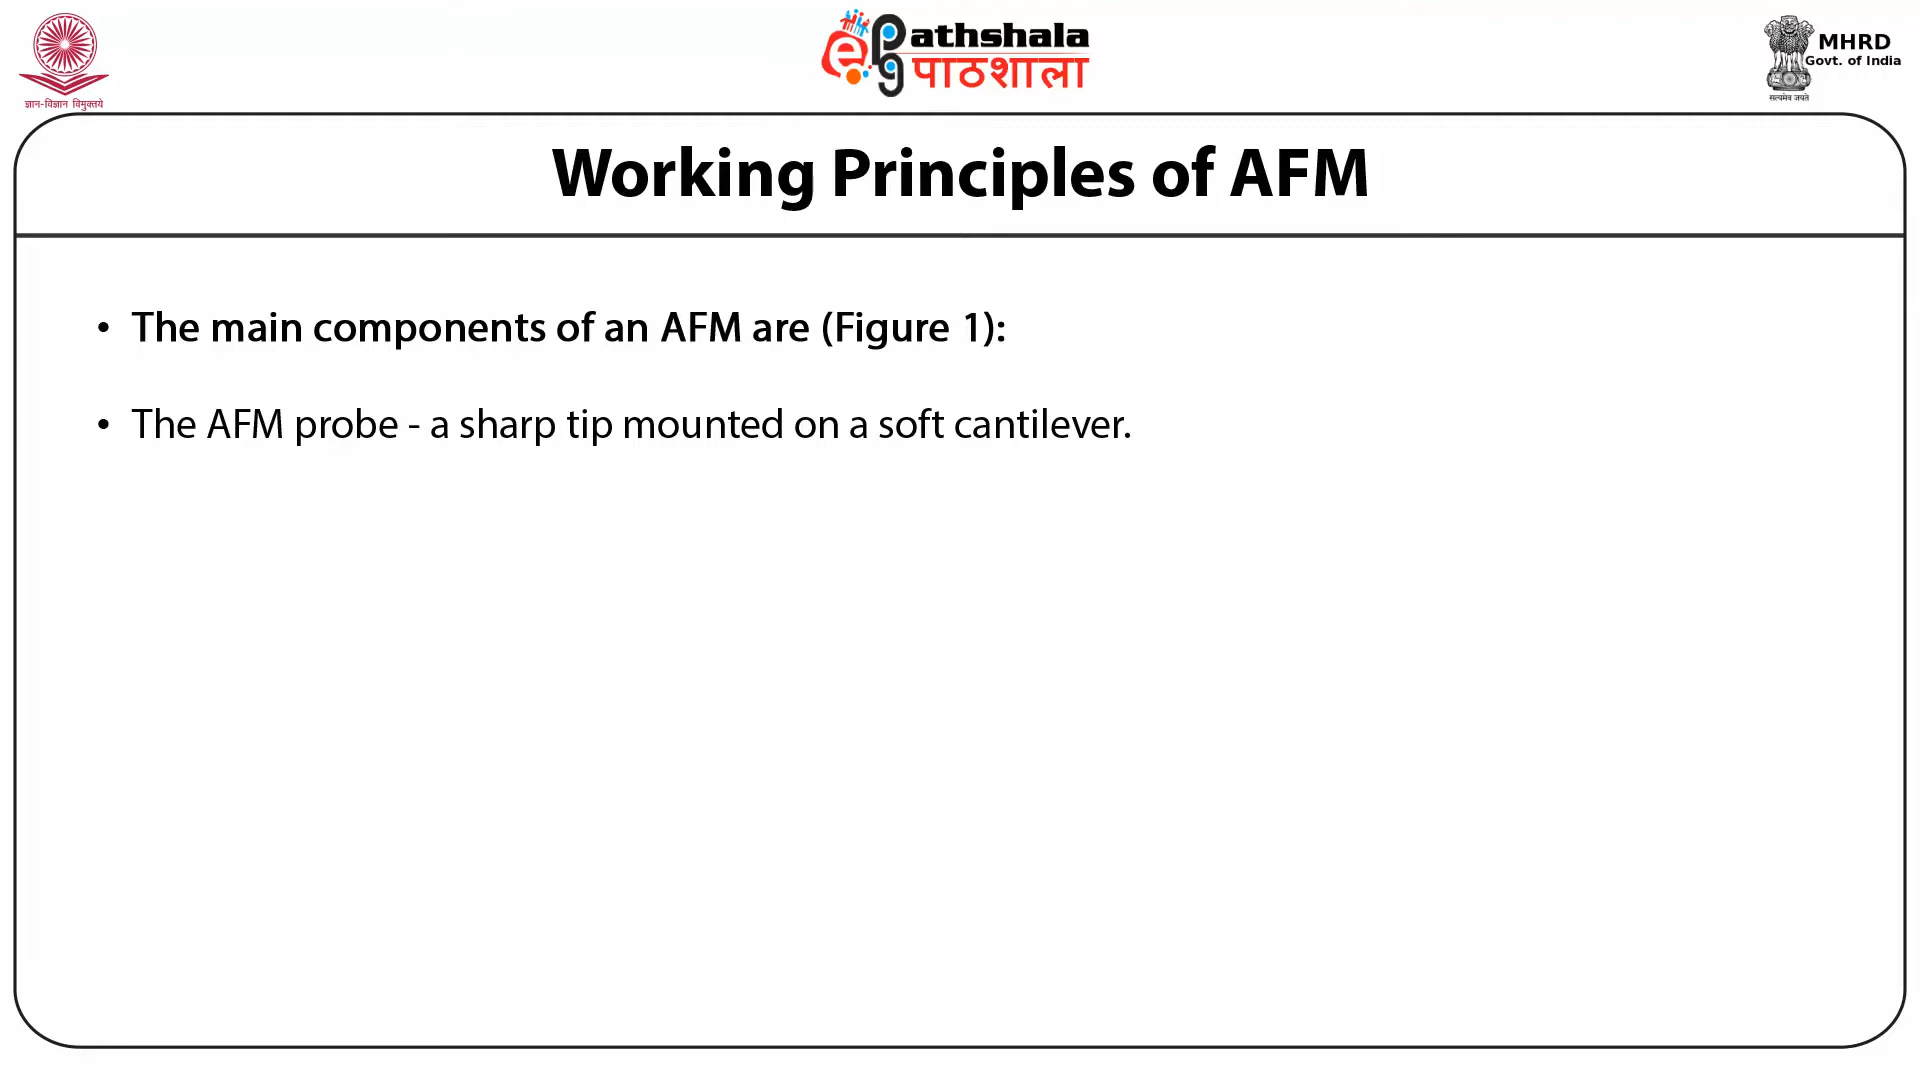 ज्ञान-विज्ञान विमुक्तये
ePG athshala
पाठशाला
MHRD
Govt. of India
सत्यमेव जयते
Working Principles of AFM
• The main components of an AFM are (Figure 1):
• The AFM probe - a sharp tip mounted on a soft cantilever.